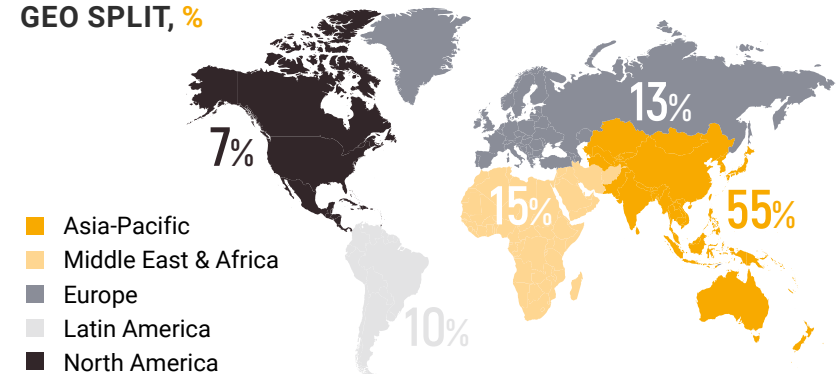 GEO SPLIT, %
13%
7%
15%
55%
10%
Asia-Pacific
Middle East & Africa
Europe
Latin America
North America